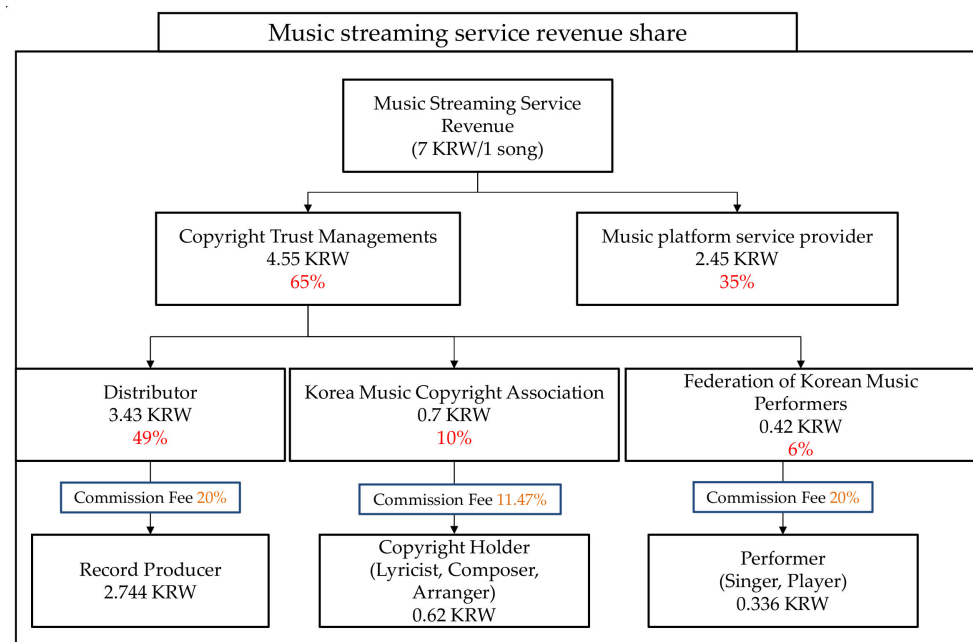 Music streaming service revenue share
Music Streaming Service
Revenue
(7 KRW/1 song)
Copyright Trust Managements
4.55 KRW
65%
Music platform service provider
2.45 KRW
35%
Distributor
3.43 KRW
49%
Korea Music Copyright Association
0.7 KRW
10%
Federation of Korean Music
Performers
0.42 KRW
6%
Commission Fee 20%
Commission Fee 11.47%
Commission Fee 20%
Record Producer
2.744 KRW
Copyright Holder
(Lyricist, Composer,
Arranger)
0.62 KRW
Performer
(Singer, Player)
0.336 KRW